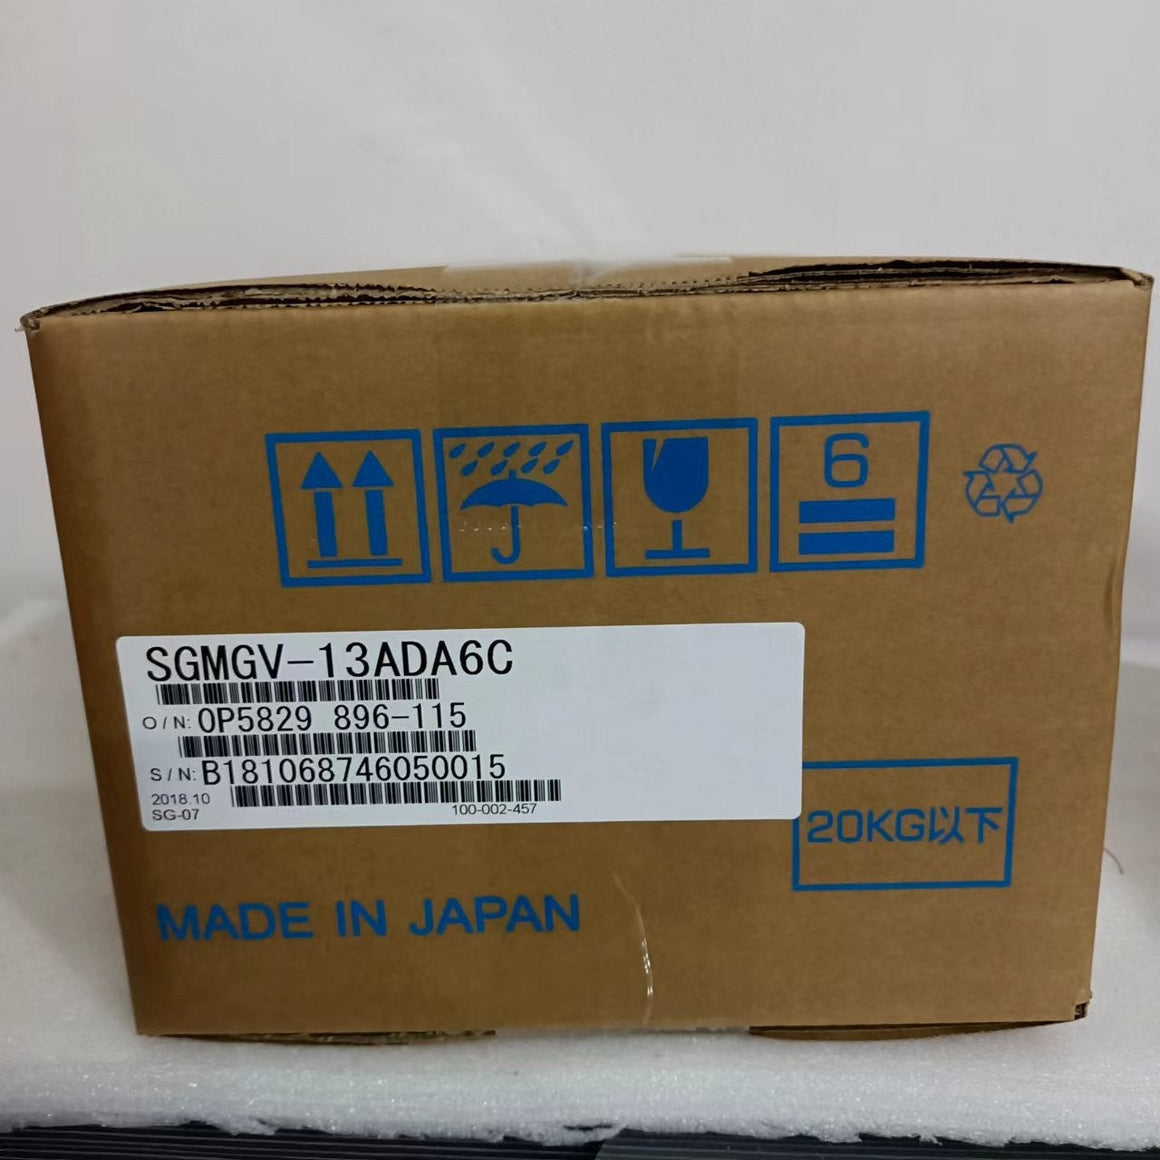 6
SGMGV-13ADA6C
O/N: OP5829 896-115
S/N: B181068746050015
2018.10
SG-07
100-002-457
20KG以下
MADE IN JAPAN